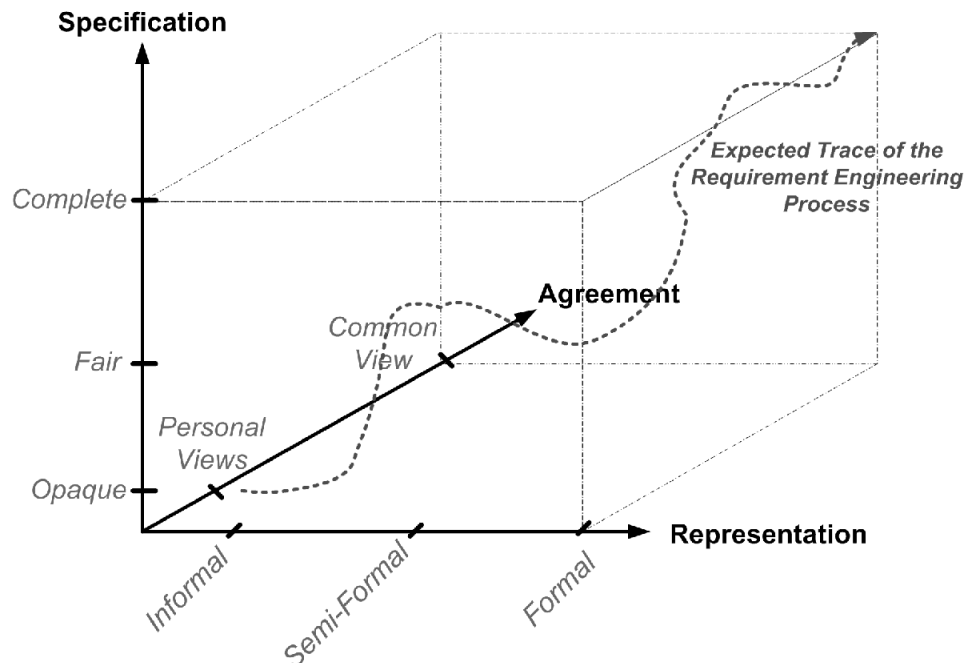 Specification
Complete
Expected Trace of the
Requirement Engineering
Process
Agreement
Common
View
Fair
Personal
Views
Opaque
Representation
Informal
Semi-Formal
Formal